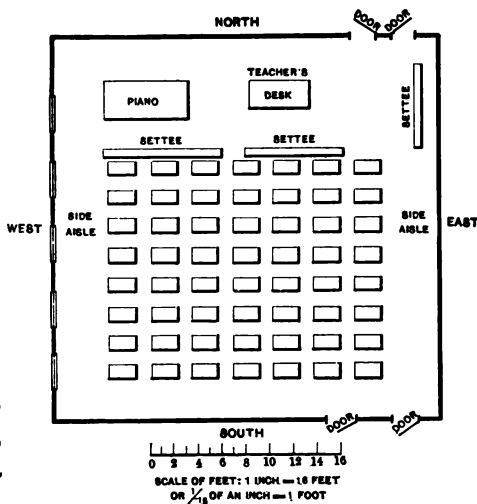 NORTH
DOOR DOOR
TEACHER'S
DESK
PIANO
SETTEE
SETTEE SETTEE
WEST
SIDE
AISLE
SIDE
AISLE
EAST
DOOR DOOR
SOUTH
0 2 4 6 8 10 12 14 16
SCALE OF FEET: 1 INCH = 16 FEET
OR 1/16 OF AN INCH = 1 FOOT